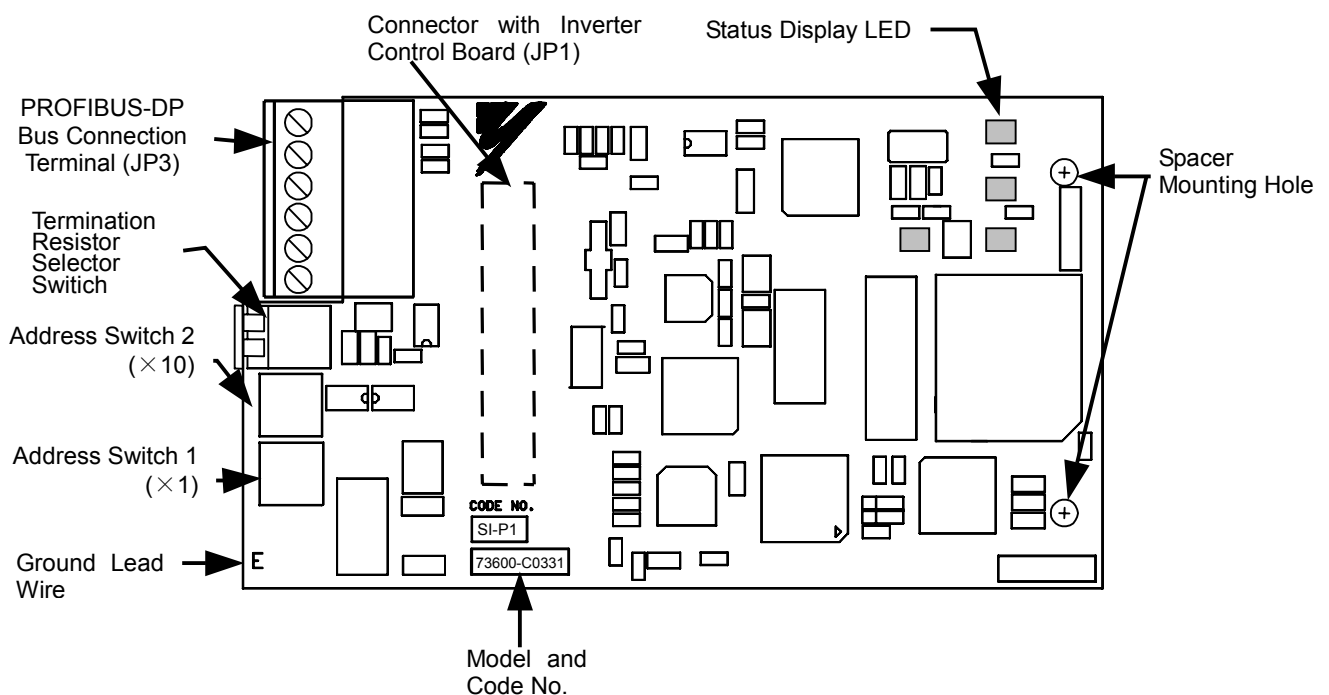 Connector with Inverter
Control Board (JP1)
Status Display LED
PROFIBUS-DP
Bus Connection
Terminal (JP3)
Spacer
Mounting Hole
Termination
Resistor
Selector
Switich
Address Switch 2
(×10)
Address Switch 1
(×1)
CODE NO.
SI-P1
73600-C0331
Ground Lead
Wire
E
Model and
Code No.